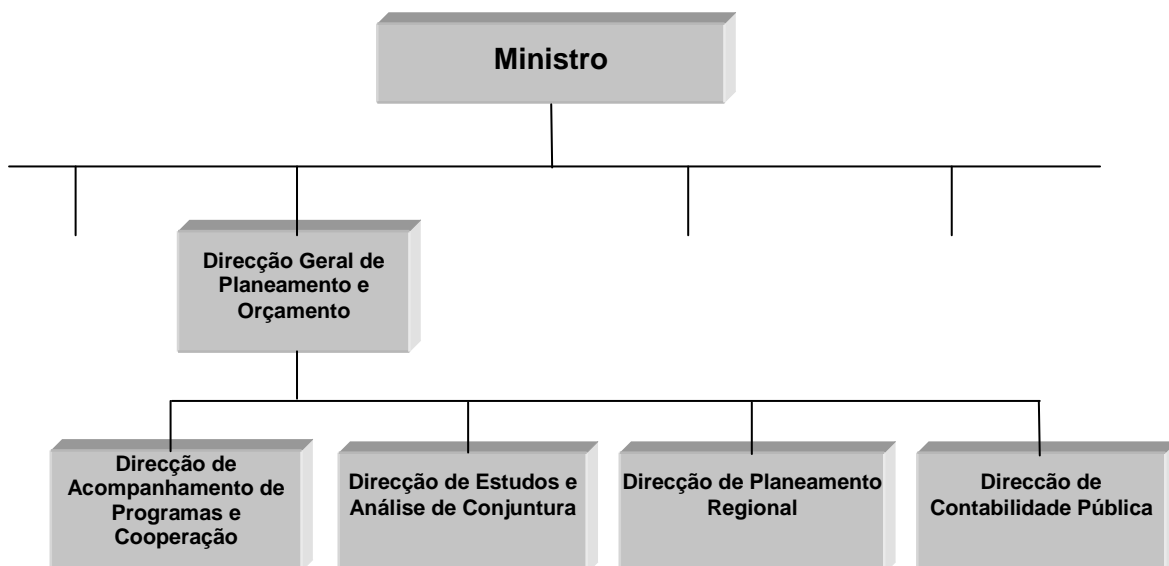 Ministro
Direcção Geral de
Planeamento e
Orçamento
Direcção de
Acompanhamento de
Programas e
Cooperação
Direcção de Estudos e
Análise de Conjuntura
Direcção de Planeamento
Regional
Direccão de
Contabilidade Pública